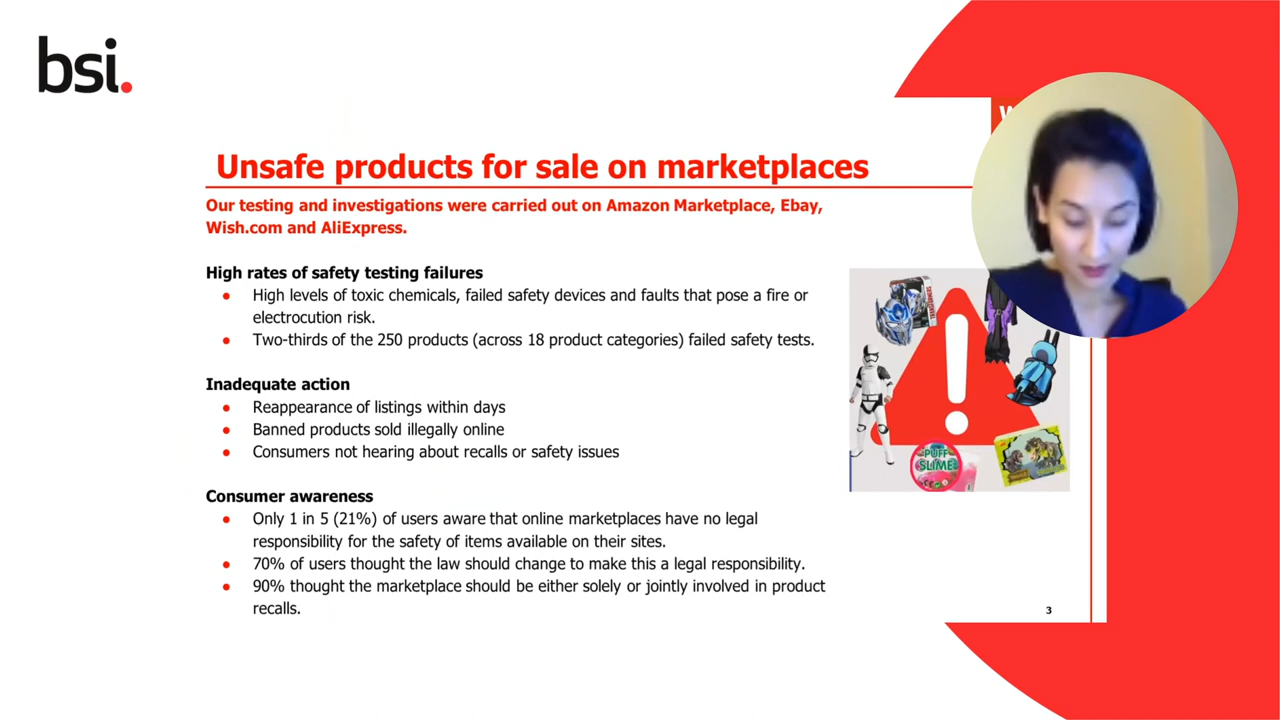 bsi.
W
Unsafe products for sale on marketplaces
Our testing and investigations were carried out on Amazon Marketplace, Ebay,
Wish.com and AliExpress.
High rates of safety testing failures
● High levels of toxic chemicals, failed safety devices and faults that pose a fire or
electrocution risk.
● Two-thirds of the 250 products (across 18 product categories) failed safety tests.
Inadequate action
● Reappearance of listings within days
● Banned products sold illegally online
● Consumers not hearing about recalls or safety issues
Consumer awareness
● Only 1 in 5 (21%) of users aware that online marketplaces have no legal
responsibility for the safety of items available on their sites.
● 70% of users thought the law should change to make this a legal responsibility.
● 90% thought the marketplace should be either solely or jointly involved in product
recalls.
TRANSFORMERS
!
PUFF
SLIME
3